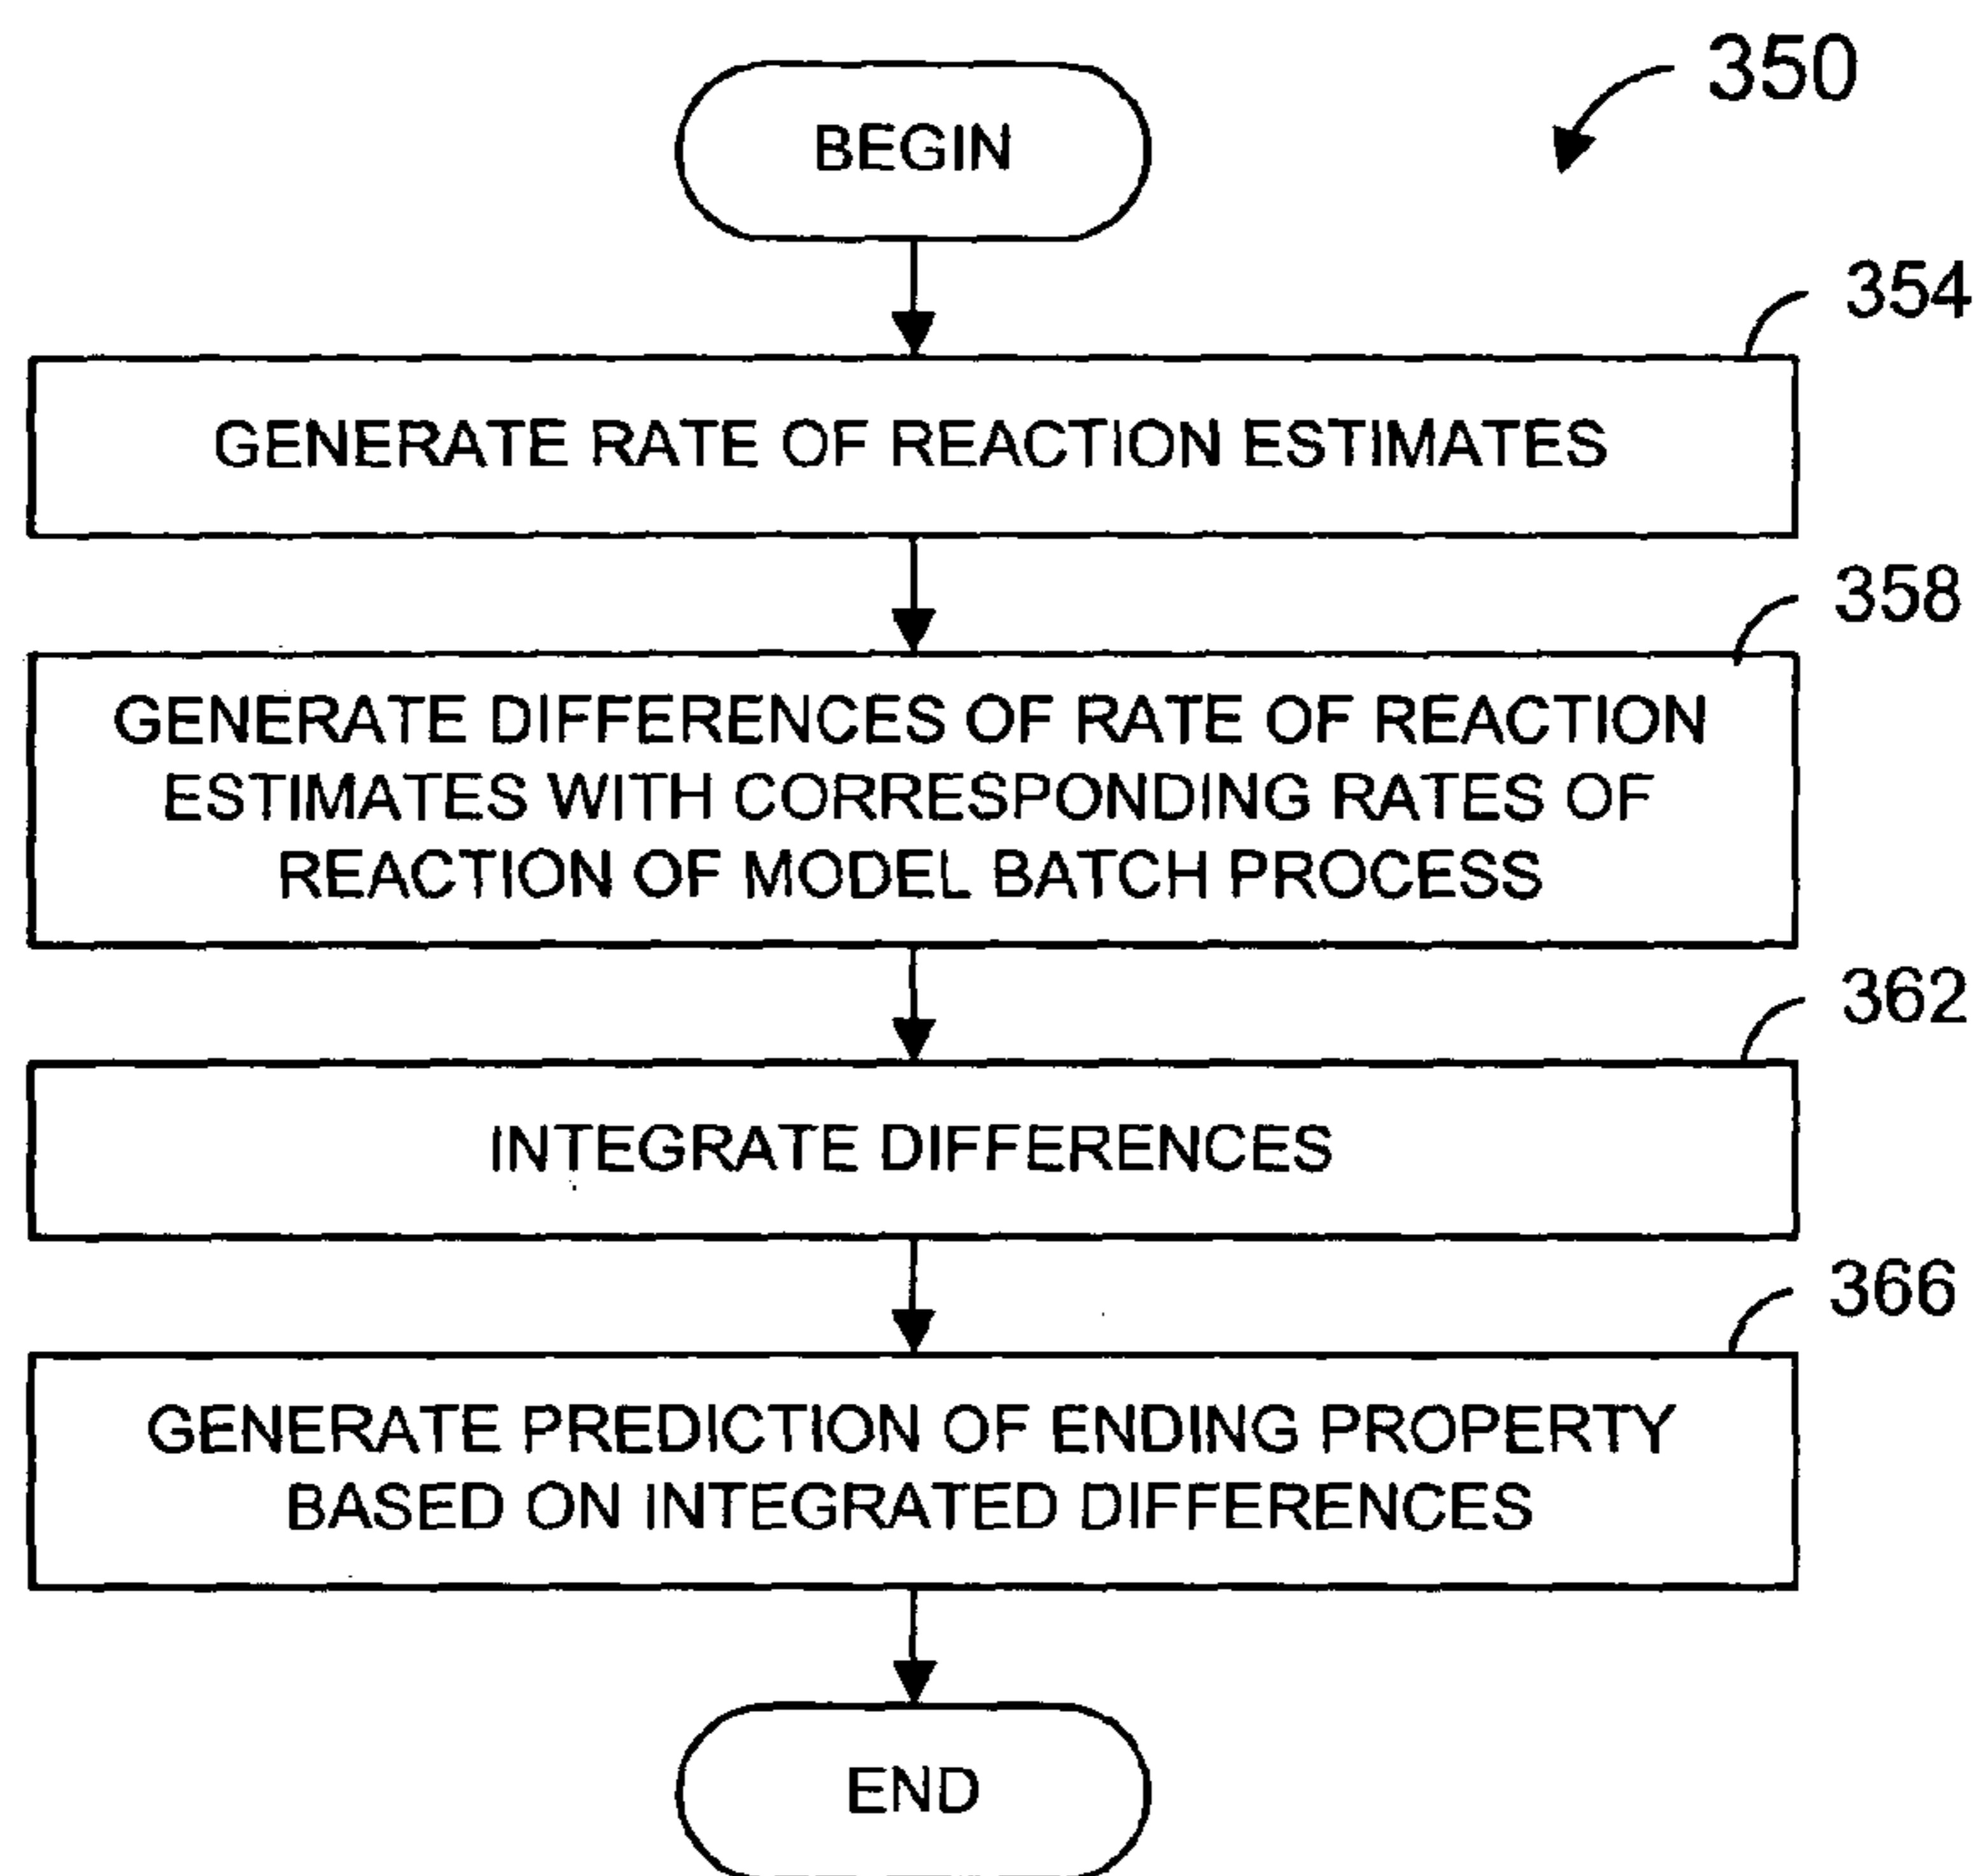 BEGIN
350
354
GENERATE RATE OF REACTION ESTIMATES
358
GENERATE DIFFERENCES OF RATE OF REACTION
ESTIMATES WITH CORRESPONDING RATES OF
REACTION OF MODEL BATCH PROCESS
362
INTEGRATE DIFFERENCES
366
GENERATE PREDICTION OF ENDING PROPERTY
BASED ON INTEGRATED DIFFERENCES
END